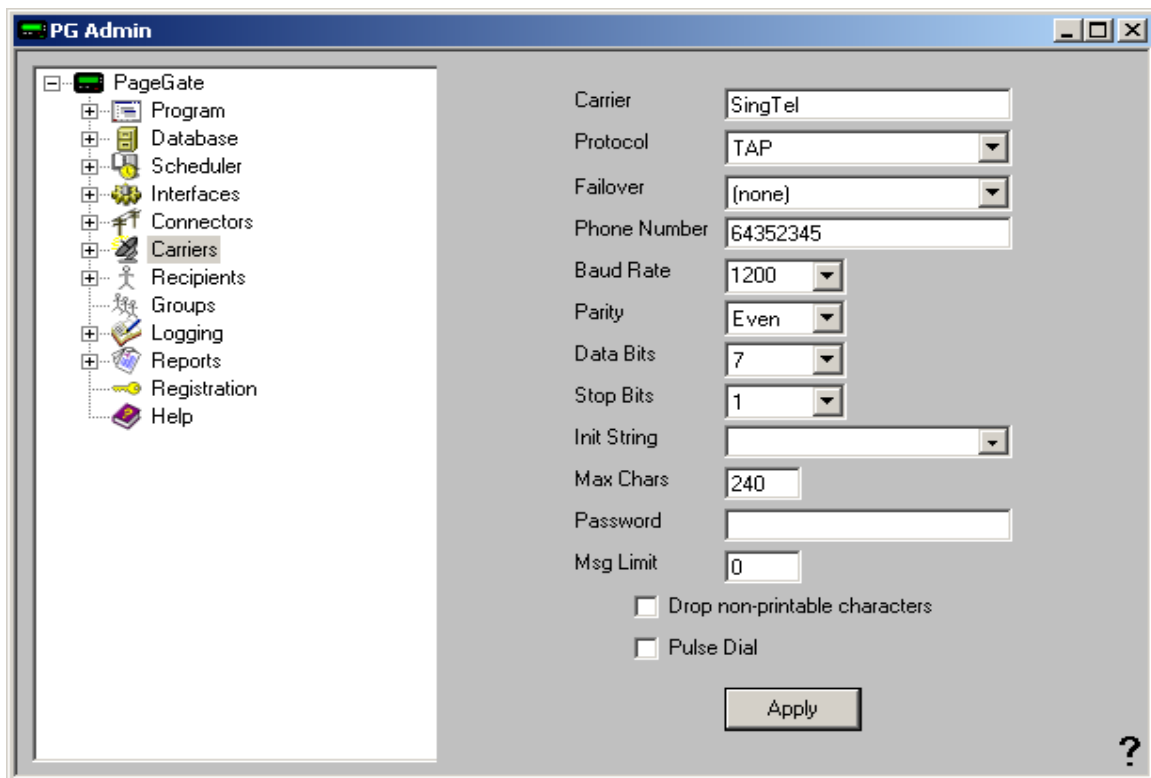 PG Admin
PageGate
Program
Database
Scheduler
Interfaces
Connectors
Carriers
Recipients
Groups
Logging
Reports
Registration
Help
Carrier SingTel
Protocol TAP
Failover (none)
Phone Number 64352345
Baud Rate 1200
Parity Even
Data Bits 7
Stop Bits 1
Init String
Max Chars 240
Password
Msg Limit 0
Drop non-printable characters
Pulse Dial
Apply
?